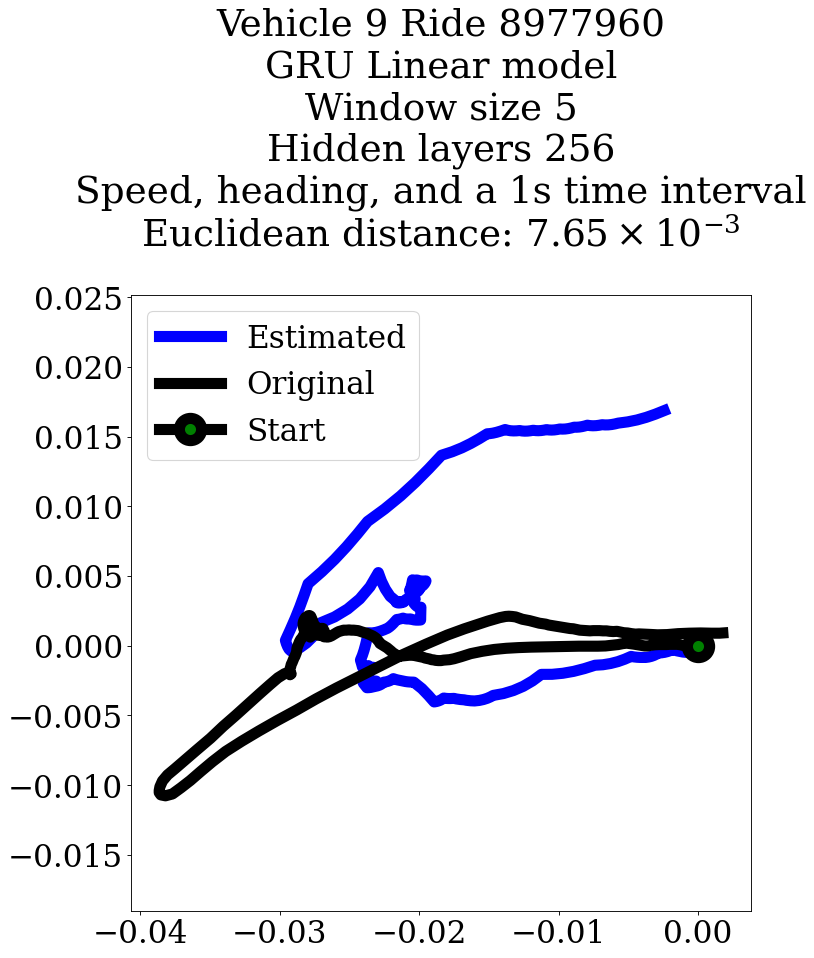 Vehicle 9 Ride 8977960
GRU Linear model
Window size 5
Hidden layers 256
Speed, heading, and a 1s time interval
Euclidean distance: 7.65 × 10⁻³
0.025
0.020
0.015
0.010
0.005
0.000
−0.005
−0.010
−0.015
Estimated
Original
Start
−0.04 −0.03 −0.02 −0.01 0.00